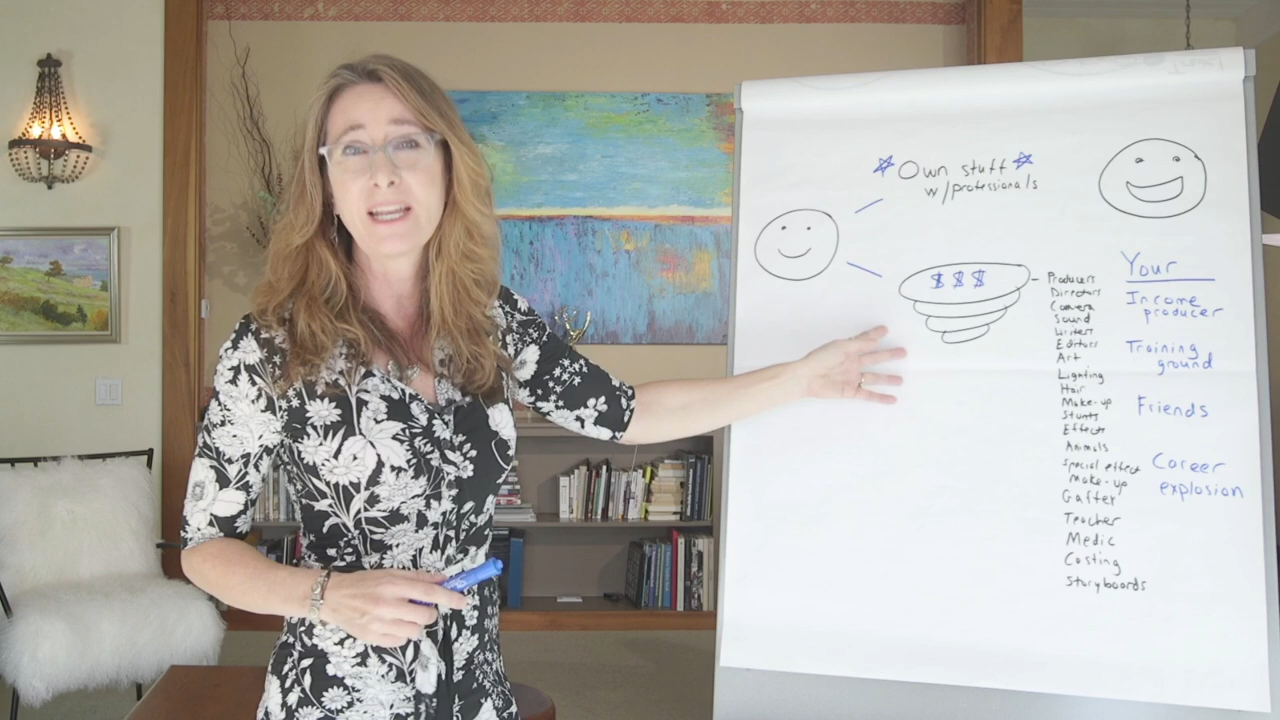 Own stuff
w/professionals
$ $ $
Producers
Directors
Camera
Sound
Writers
Editors
Art
Lighting
Hair
Make-up
Stunts
Effects
Animals
Special effect
Make-up
Gaffer
Teacher
Medic
Casting
Storyboards
Your
Income
producer
Training
ground
Friends
Career
explosion